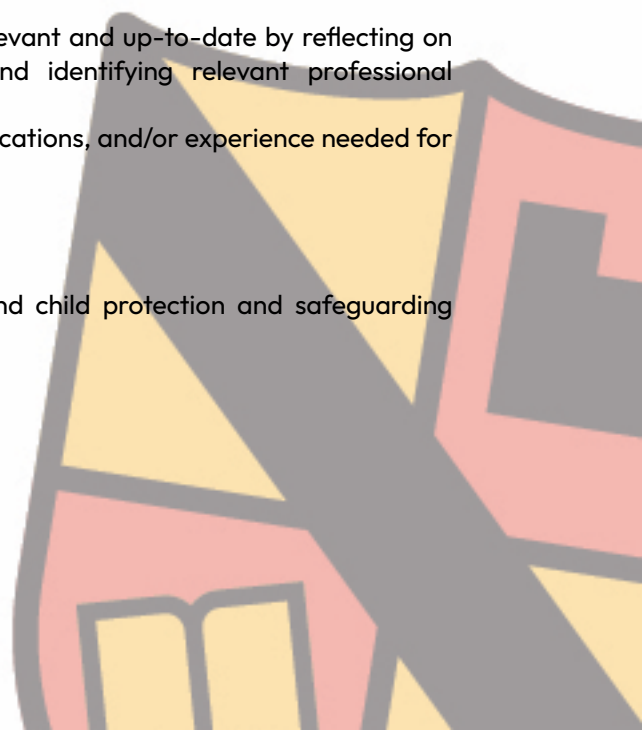 evant and up-to-date by reflecting on
nd identifying relevant professional
cations, and/or experience needed for
nd child protection and safeguarding